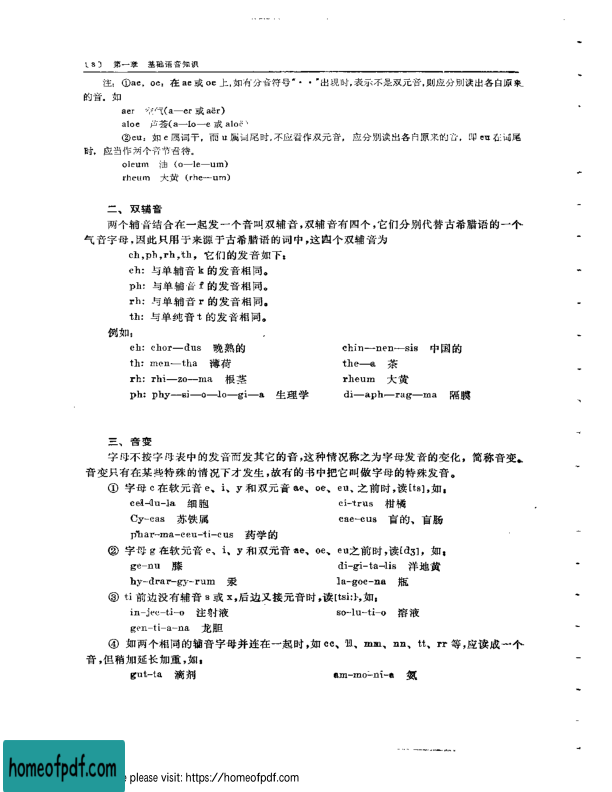 (8) 第一章 基础语音知识
注：①ae, oe, 在 ae 或 oe 上,如有分音符号"··"出现时,表示不是双元音,则应分别读出各自原来
的音. 如
aer 空气(a—er 或 aër)
aloe 芦荟(a—lo—e 或 aloë)
②eu, 如 e 属词干, 而 u 属词尾时,不应看作双元音, 应分别读出各自原来的音, 即 eu 在词尾
时, 应当作两个音节看待.
oleum 油 (o—le—um)
rheum 大黄 (rhe—um)
二、双辅音
两个辅音结合在一起发一个音叫双辅音,双辅音有四个,它们分别代替古希腊语的一个
气音字母,因此只用于来源于古希腊语的词中,这四个双辅音为
ch,ph,rh,th, 它们的发音如下:
ch: 与单辅音 k 的发音相同。
ph: 与单辅音 f 的发音相同。
rh: 与单辅音 r 的发音相同。
th: 与单纯音 t 的发音相同。
例如:
ch: chor—dus 晚熟的 chin—nen—sis 中国的
th: men—tha 薄荷 the—a 茶
rh: rhi—zo—ma 根茎 rheum 大黄
ph: phy—si—o—lo—gi—a 生理学 di—aph—rag—ma 隔膜
三、音变
字母不按字母表中的发音而发其它的音,这种情况称之为字母发音的变化, 简称音变。
音变只有在某些特殊的情况下才发生,故有的书中把它叫做字母的特殊发音。
① 字母 c 在软元音 e、i、y 和双元音 ae、oe、eu、之前时,读[ts],如:
cel-lu-la 细胞 ci-trus 柑橘
Cy-cas 苏铁属 cae-cus 盲的、盲肠
phar-ma-ceu-ti-cus 药学的
② 字母 g 在软元音 e、i、y 和双元音 ae、oe、eu之前时,读[dʒ], 如:
ge-nu 膝 di-gi-ta-lis 洋地黄
hy-drar-gy-rum 汞 la-goe-na 瓶
③ ti 前边没有辅音 s 或 x,后边又接元音时,读[tsi:],如:
in-jec-ti-o 注射液 so-lu-ti-o 溶液
gen-ti-a-na 龙胆
④ 如两个相同的辅音字母并连在一起时,如 cc、ll、mm、nn、tt、rr 等,应读成一个
音,但稍加延长加重,如:
gut-ta 滴剂 am-mo-ni-a 氨
homeofpdf.com
please visit: https://homeofpdf.com